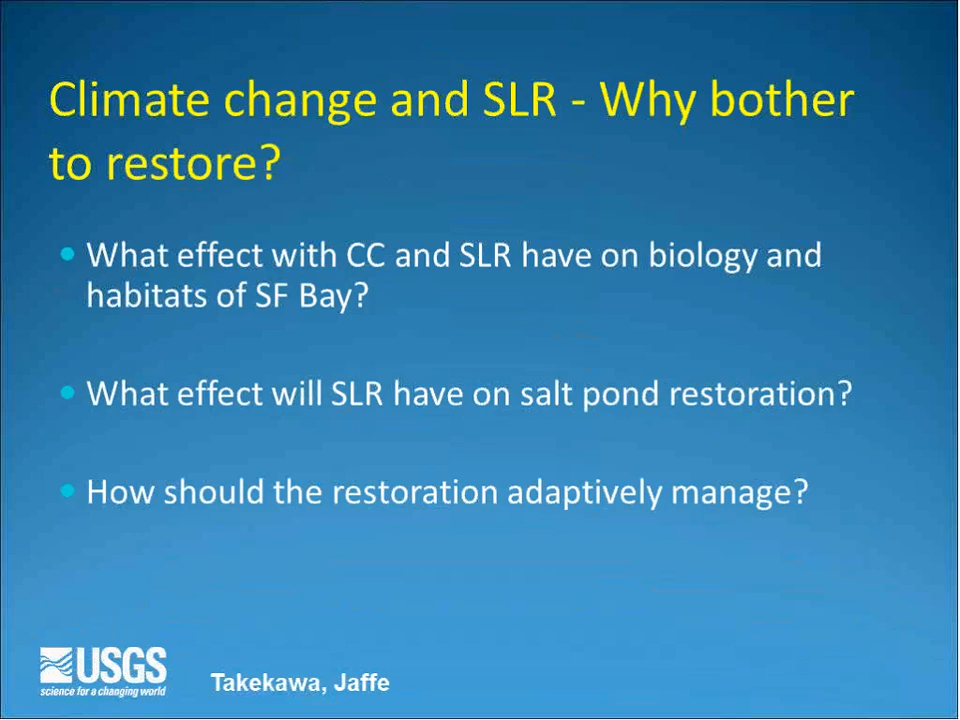 Climate change and SLR - Why bother
to restore?
What effect with CC and SLR have on biology and
habitats of SF Bay?
What effect will SLR have on salt pond restoration?
How should the restoration adaptively manage?
USGS
science for a changing world
Takekawa, Jaffe